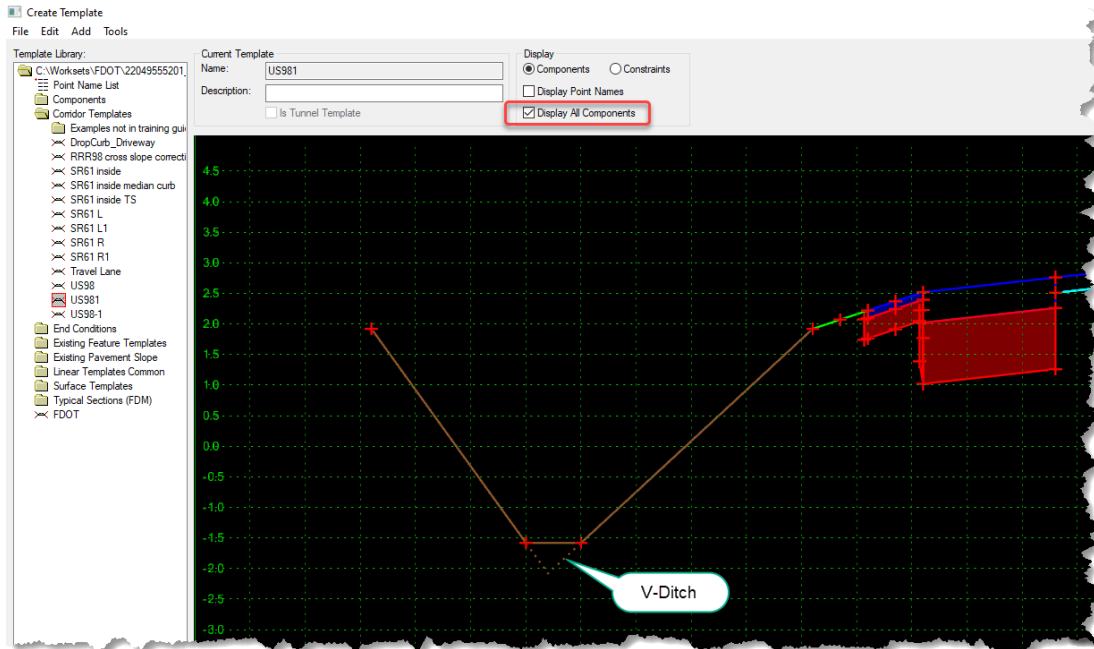 Create Template
File Edit Add Tools
Template Library:
C:\Worksets\FDOT\22049555201_
Point Name List
Components
Corridor Templates
Examples not in training gui
DropCurb_Driveway
RRR98 cross slope correcti
SR61 inside
SR61 inside median curb
SR61 inside TS
SR61 L
SR61 L1
SR61 R
SR61 R1
Travel Lane
US98
US981
US98-1
End Conditions
Existing Feature Templates
Existing Pavement Slope
Linear Templates Common
Surface Templates
Typical Sections (FDM)
FDOT
Current Template
Name: US981
Description:
Is Tunnel Template
Display
Components Constraints
Display Point Names
Display All Components
4.5
4.0
3.5
3.0
2.5
2.0
1.5
1.0
0.5
0.0
-0.5
-1.0
-1.5
-2.0
-2.5
-3.0
V-Ditch